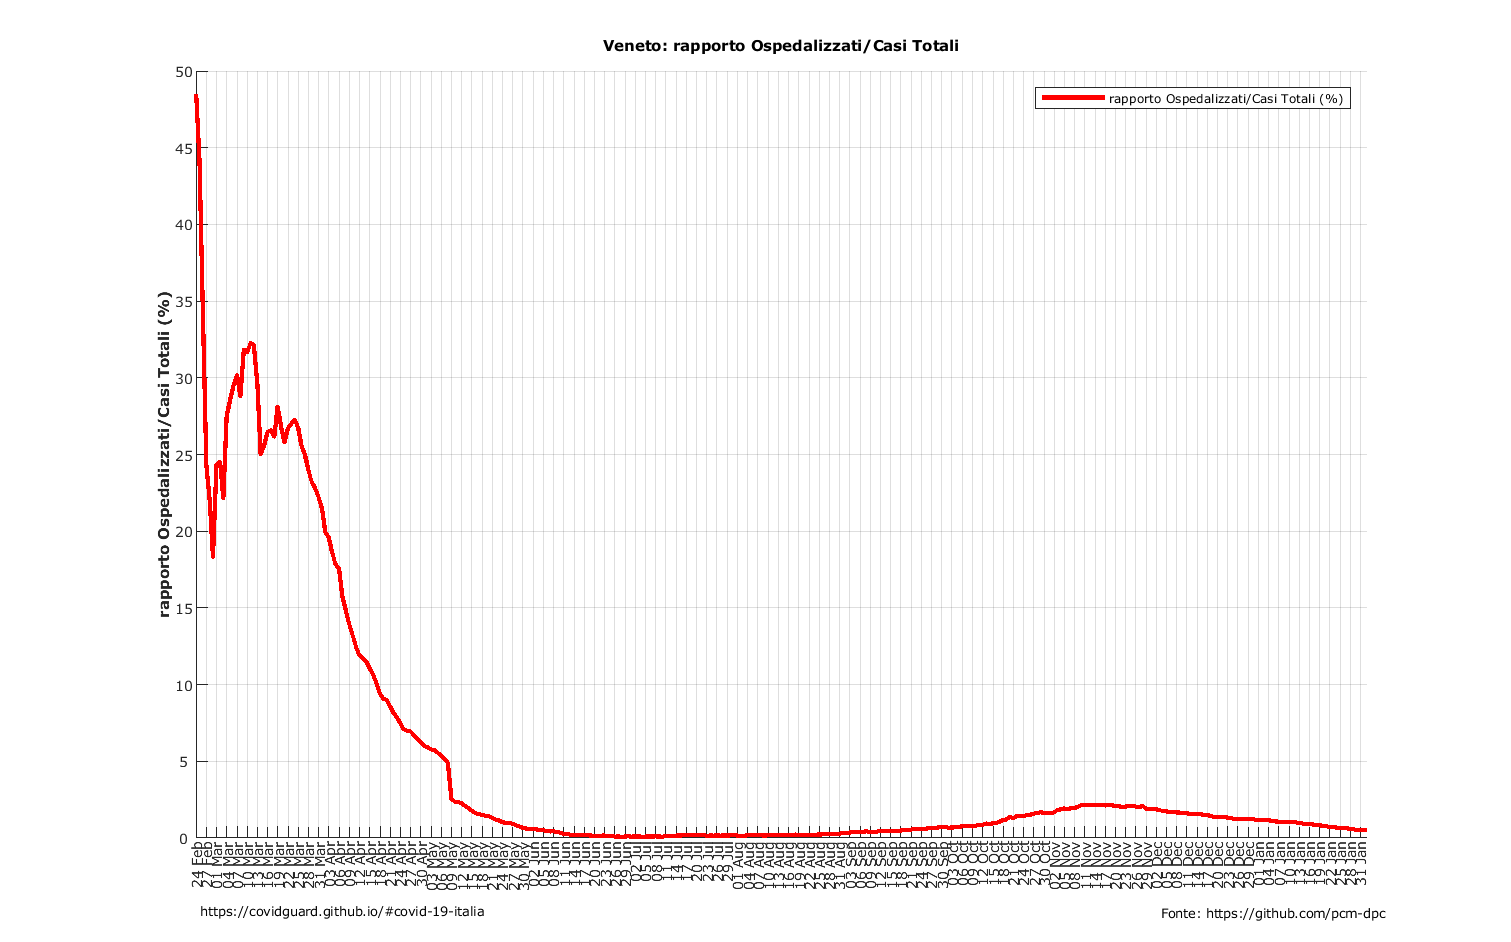 Veneto: rapporto Ospedalizzati/Casi Totali
rapporto Ospedalizzati/Casi Totali (%)
rapporto Ospedalizzati/Casi Totali (%)
50
45
40
35
30
25
20
15
10
5
0
24 Feb
27 Feb
01 Mar
04 Mar
07 Mar
10 Mar
13 Mar
16 Mar
19 Mar
22 Mar
25 Mar
28 Mar
31 Mar
03 Apr
06 Apr
09 Apr
12 Apr
15 Apr
18 Apr
21 Apr
24 Apr
27 Apr
30 Apr
03 May
06 May
09 May
12 May
15 May
18 May
21 May
24 May
27 May
30 May
02 Jun
05 Jun
08 Jun
11 Jun
14 Jun
17 Jun
20 Jun
23 Jun
26 Jun
29 Jun
02 Jul
05 Jul
08 Jul
11 Jul
14 Jul
17 Jul
20 Jul
23 Jul
26 Jul
29 Jul
01 Aug
04 Aug
07 Aug
10 Aug
13 Aug
16 Aug
19 Aug
22 Aug
25 Aug
28 Aug
31 Aug
03 Sep
06 Sep
09 Sep
12 Sep
15 Sep
18 Sep
21 Sep
24 Sep
27 Sep
30 Sep
03 Oct
06 Oct
09 Oct
12 Oct
15 Oct
18 Oct
21 Oct
24 Oct
27 Oct
30 Oct
02 Nov
05 Nov
08 Nov
11 Nov
14 Nov
17 Nov
20 Nov
23 Nov
26 Nov
29 Nov
02 Dec
05 Dec
08 Dec
11 Dec
14 Dec
17 Dec
20 Dec
23 Dec
26 Dec
29 Dec
01 Jan
04 Jan
07 Jan
10 Jan
13 Jan
16 Jan
19 Jan
22 Jan
25 Jan
28 Jan
31 Jan
https://covidguard.github.io/#covid-19-italia
Fonte: https://github.com/pcm-dpc